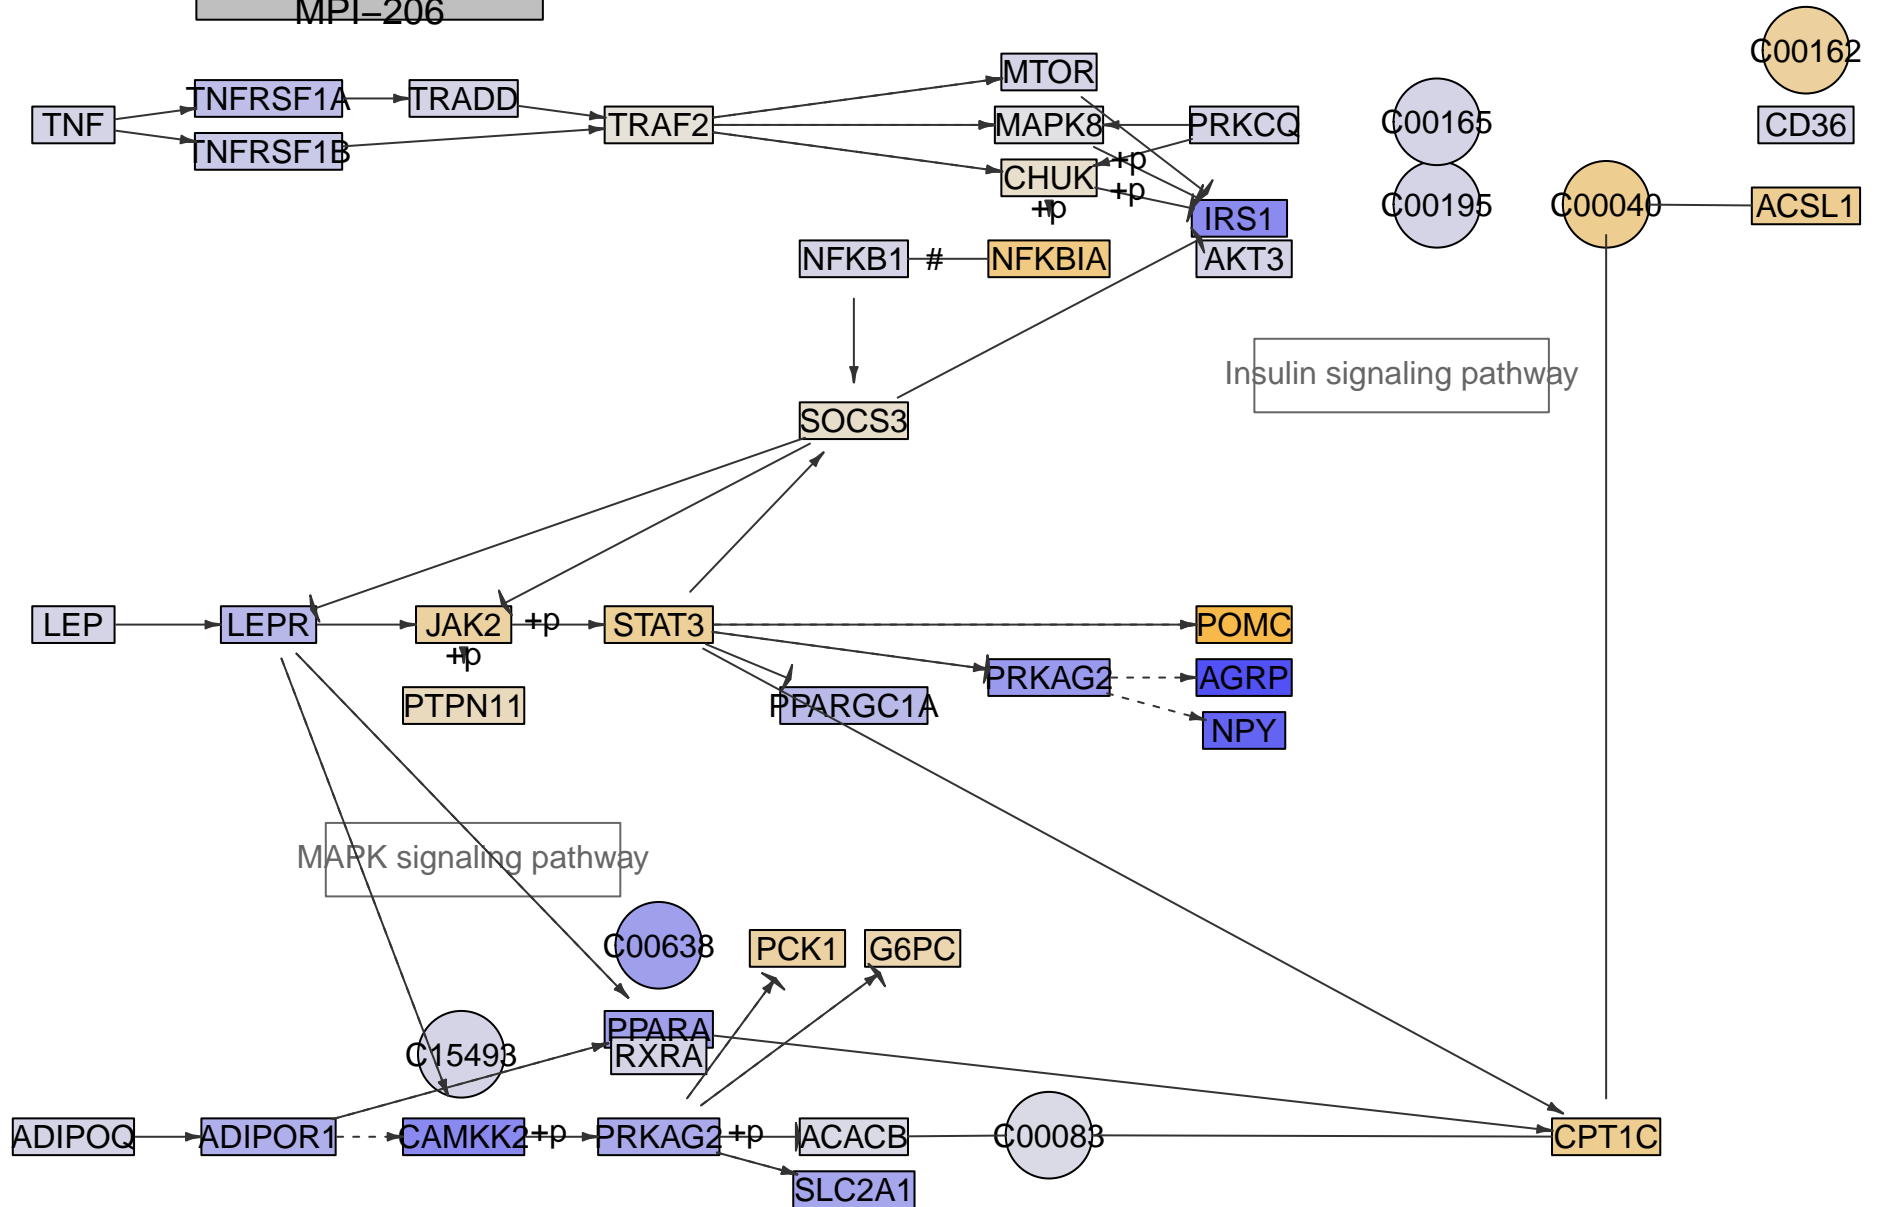 MPI–206
C00162
MTOR
TNFRSF1A
TRADD
TNF
TRAF2
MAPK8
PRKCQ
C00165
CD36
TNFRSF1B
+p
CHUK
+p
+p
IRS1
C00195
C00040
ACSL1
NFKB1
#
NFKBIA
AKT3
Insulin signaling pathway
SOCS3
LEP
LEPR
JAK2
+p
STAT3
POMC
+p
PRKAG2
AGRP
PTPN11
PPARGC1A
NPY
MAPK signaling pathway
C00638
PCK1
G6PC
PPARA
C15493
RXRA
ADIPOQ
ADIPOR1
CAMKK2
+p
PRKAG2
+p
ACACB
C00083
CPT1C
SLC2A1